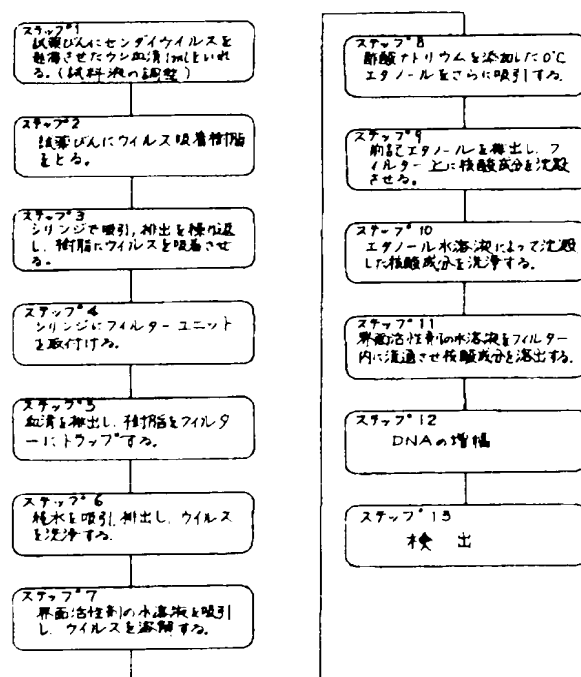 ステップ1
試薬びんにセンダイウイルスを
懸濁させたウシ血清1mlをいれ
る。(試料液の調整)
ステップ2
試薬びんにウイルス吸着樹脂
をとる。
ステップ3
シリンジで吸引,排出を繰り返
し、樹脂にウイルスを吸着させ
る。
ステップ4
シリンジにフィルターユニット
を取付ける。
ステップ5
血清を排出し、樹脂をフィルタ
ーにトラップする。
ステップ6
純水を吸引,排出し、ウイルス
を洗浄する。
ステップ7
界面活性剤の水溶液を吸引
し、ウイルスを溶解する。
ステップ8
酢酸ナトリウムを添加した0℃
エタノールをさらに吸引する。
ステップ9
前記エタノールを排出し、フ
ィルター上に核酸成分を沈殿
させる。
ステップ10
エタノール水溶液によって沈殿
した核酸成分を洗浄する。
ステップ11
界面活性剤の水溶液をフィルター
内に流通させ核酸成分を溶出する。
ステップ12
DNAの増幅
ステップ13
検出